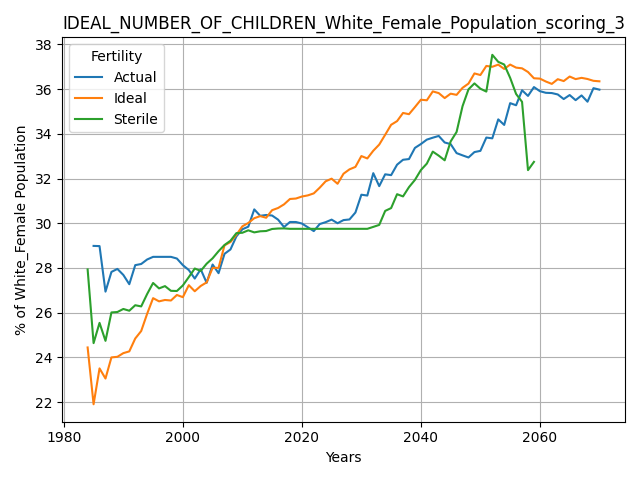 IDEAL_NUMBER_OF_CHILDREN_White_Female_Population_scoring_3
Fertility
Actual
Ideal
Sterile
38
36
34
32
30
28
26
24
22
% of White_Female Population
1980
2000
2020
2040
2060
Years